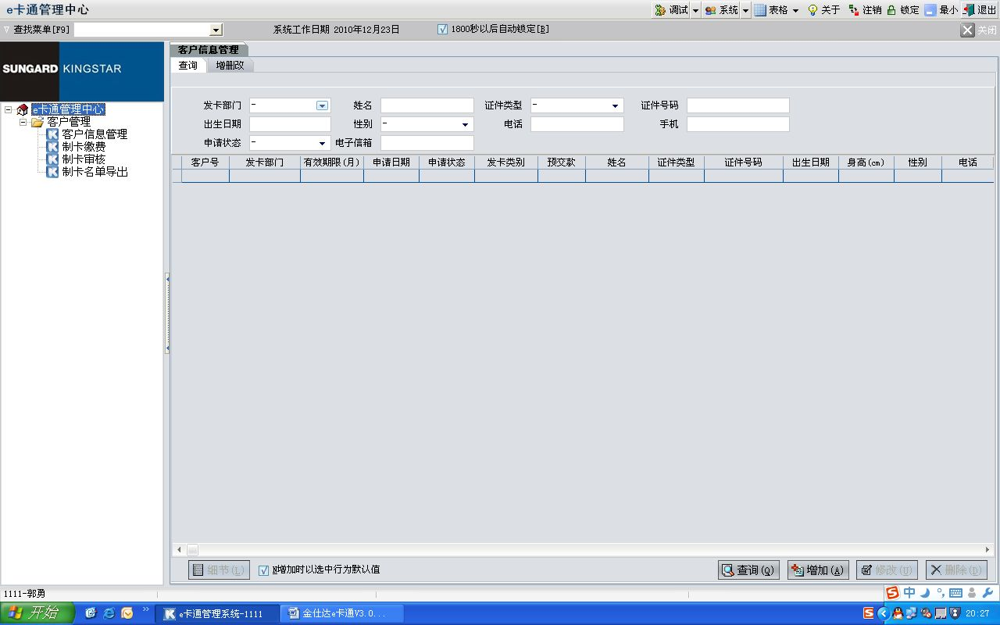 e卡通管理中心 调试 系统 表格 关于 注销 锁定 最小 退出
查找菜单[F9] 系统工作日期 2010年12月23日 1800秒以后自动锁定[B] 关闭
SUNGARD KINGSTAR
客户信息管理
查询 增删改
e卡通管理中心
客户管理
客户信息管理
制卡缴费
制卡审核
制卡名单导出
发卡部门 - 姓名 证件类型 - 证件号码
出生日期 性别 - 电话 手机
申请状态 - 电子信箱
客户号 发卡部门 有效期限(月) 申请日期 申请状态 发卡类别 预交款 姓名 证件类型 证件号码 出生日期 身高(cm) 性别 电话
细节(L) N增加时以选中行为默认值 查询(Q) 增加(A) 修改(U) 删除(D)
1111-郭勇
中
开始 e卡通管理系统-1111 金仕达e卡通V3.0... 20:27